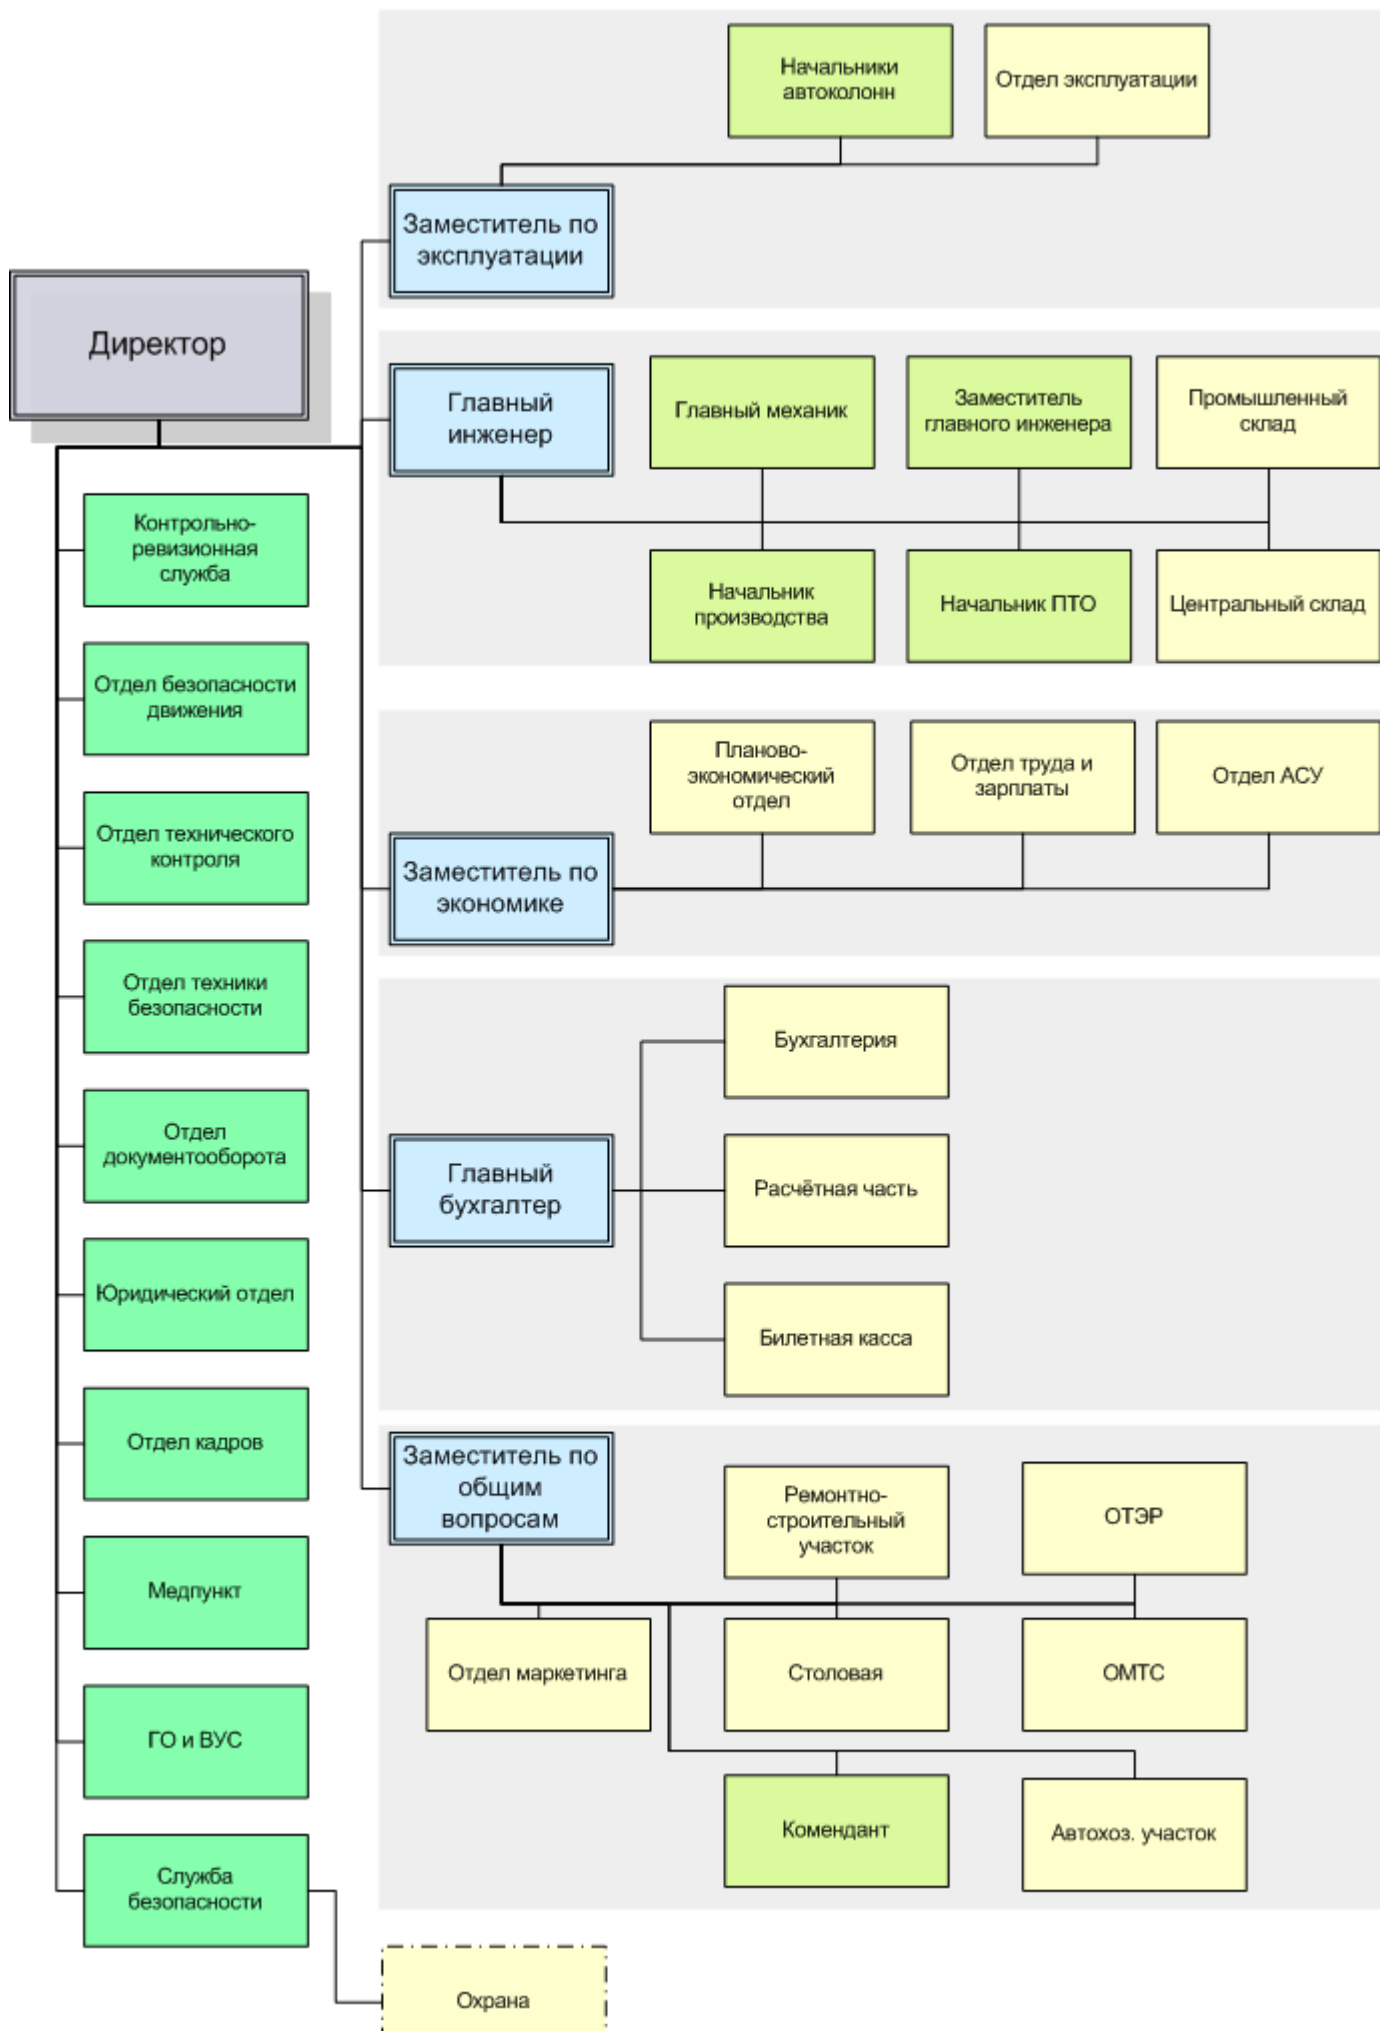 Начальники
автоколонн
Отдел эксплуатации
Заместитель по
эксплуатации
Директор
Главный
инженер
Главный механик
Заместитель
главного инженера
Промышленный
склад
Начальник
производства
Начальник ПТО
Центральный склад
Контрольно-
ревизионная
служба
Отдел безопасности
движения
Отдел технического
контроля
Отдел техники
безопасности
Отдел
документооборота
Юридический отдел
Отдел кадров
Медпункт
ГО и ВУС
Служба
безопасности
Охрана
Планово-
экономический
отдел
Отдел труда и
зарплаты
Отдел АСУ
Заместитель по
экономике
Бухгалтерия
Главный
бухгалтер
Расчётная часть
Билетная касса
Заместитель по
общим
вопросам
Ремонтно-
строительный
участок
ОТЭР
Отдел маркетинга
Столовая
ОМТС
Комендант
Автохоз. участок